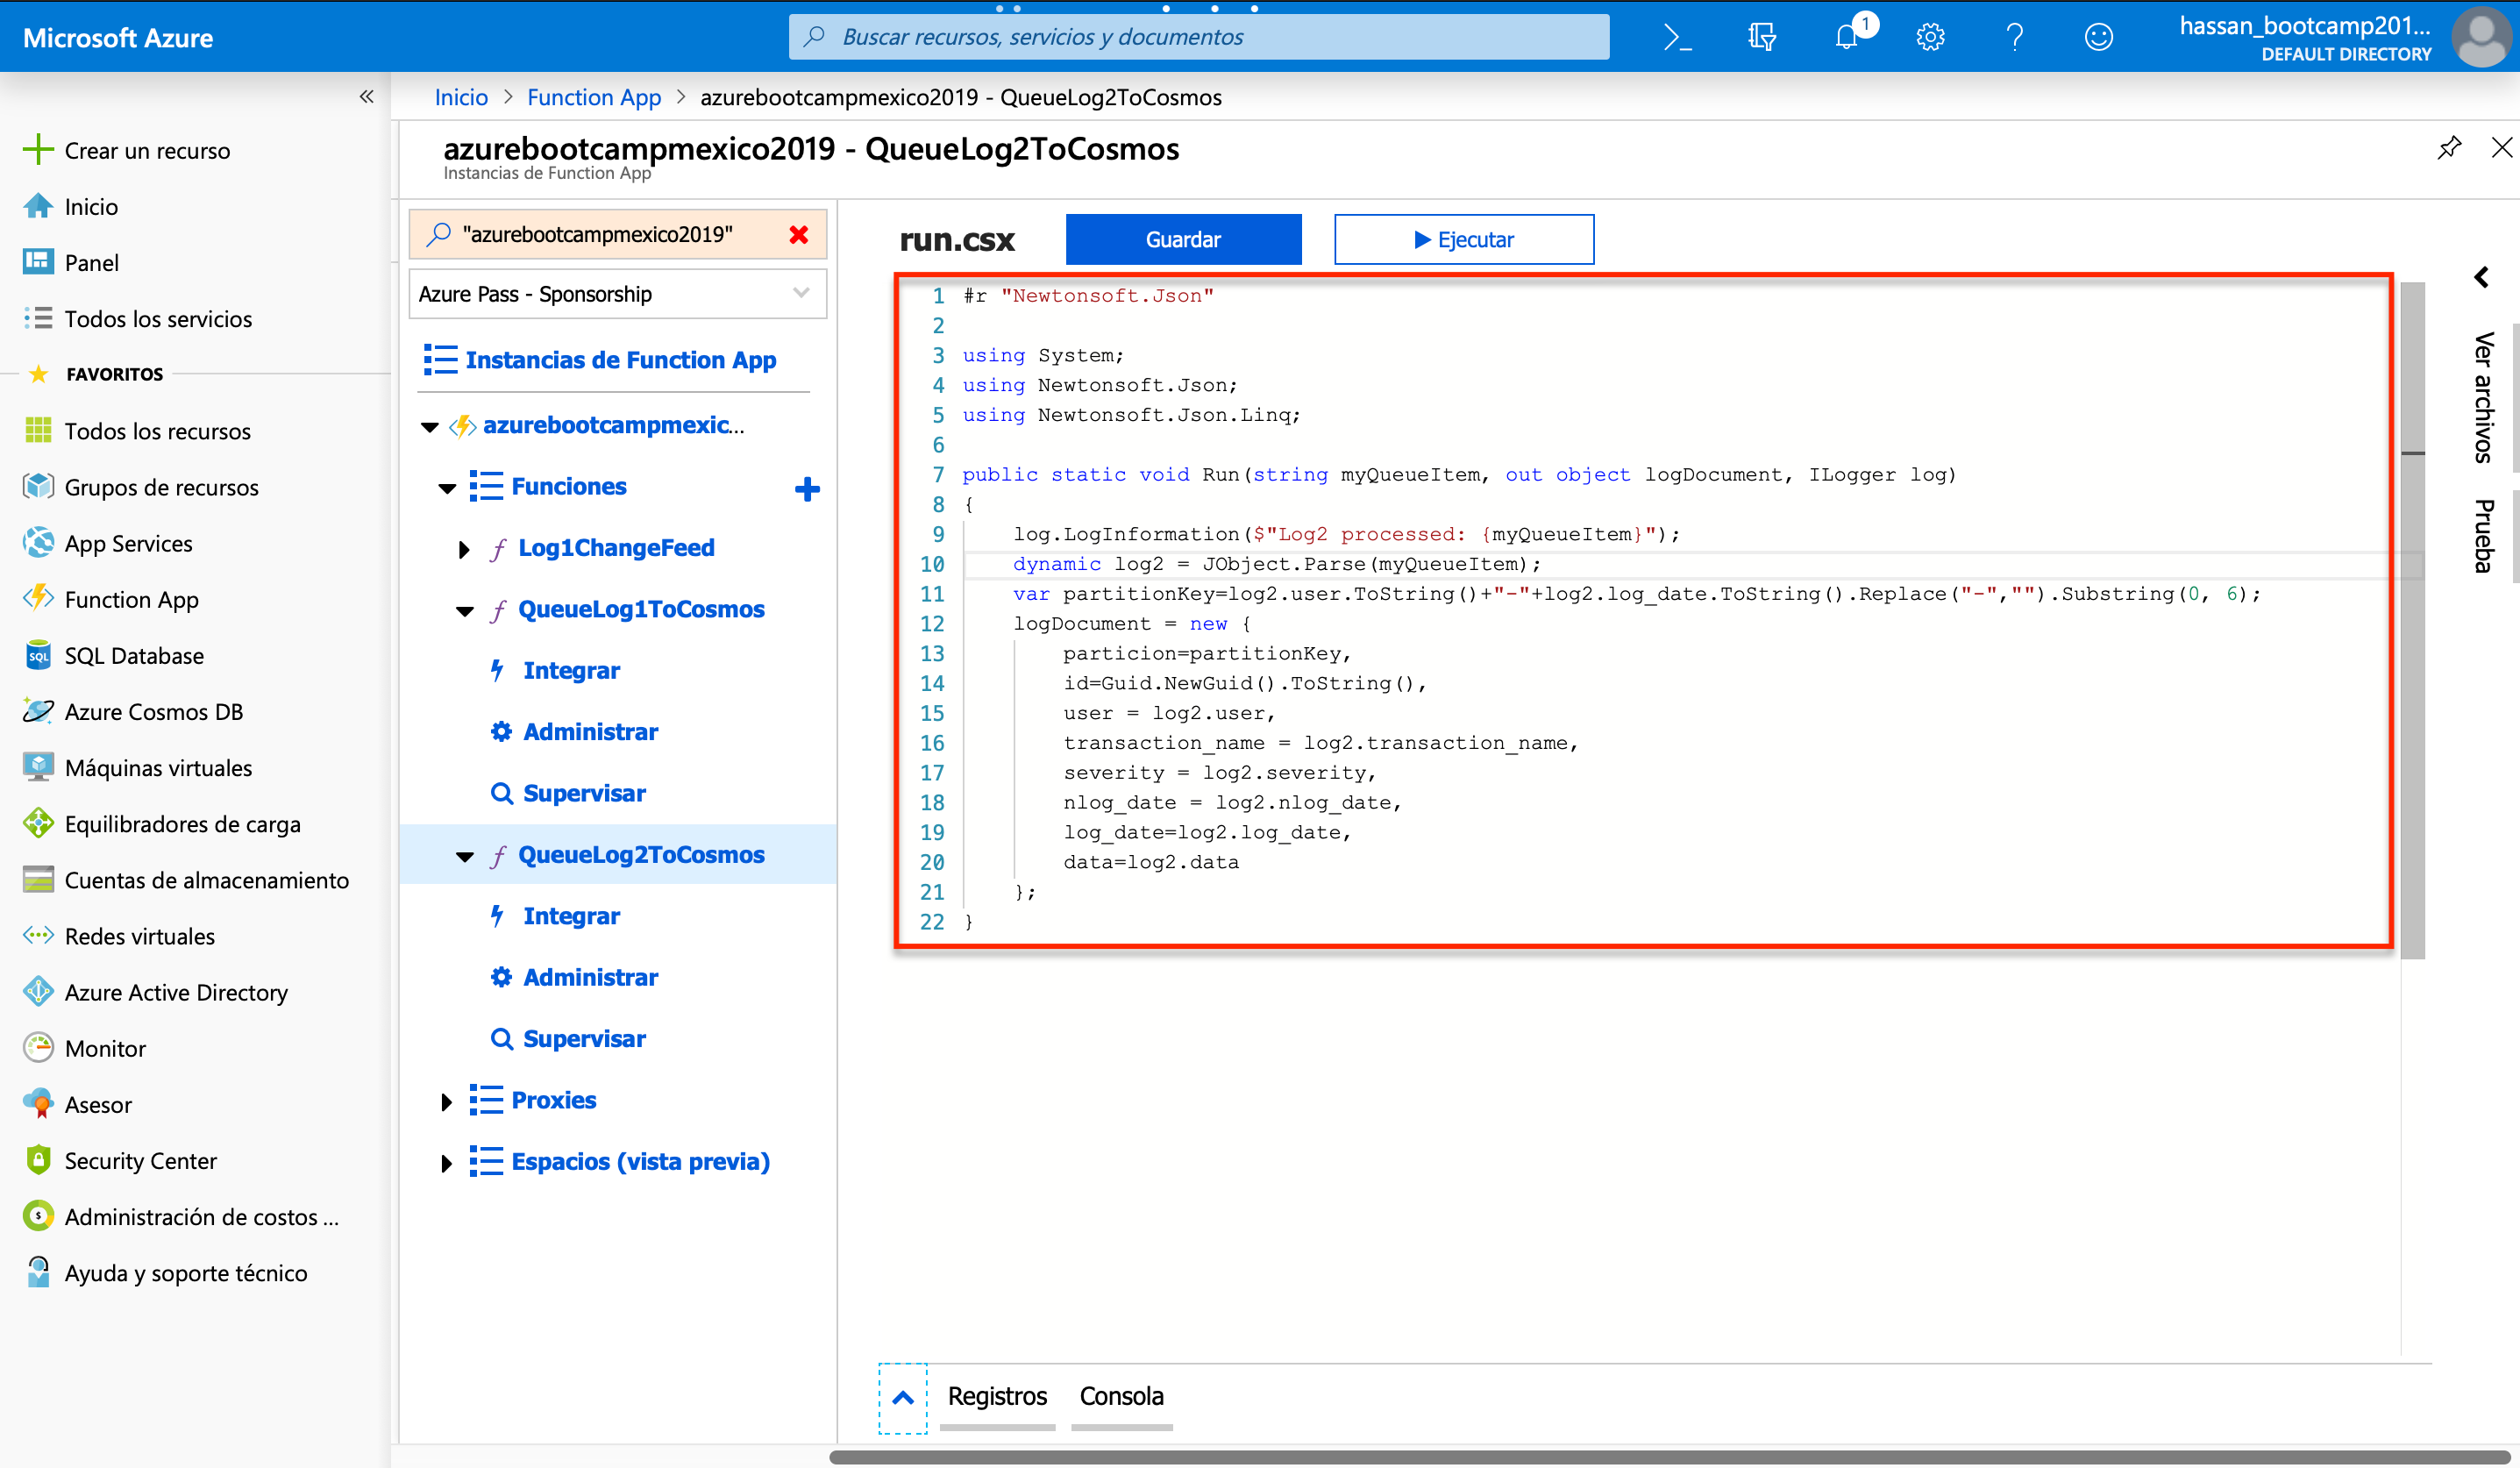 Microsoft Azure
Buscar recursos, servicios y documentos
1
hassan_bootcamp201...
DEFAULT DIRECTORY
«
Inicio > Function App > azurebootcampmexico2019 - QueueLog2ToCosmos
azurebootcampmexico2019 - QueueLog2ToCosmos
Instancias de Function App
Crear un recurso
Inicio
Panel
Todos los servicios
FAVORITOS
Todos los recursos
Grupos de recursos
App Services
Function App
SQL Database
Azure Cosmos DB
Máquinas virtuales
Equilibradores de carga
Cuentas de almacenamiento
Redes virtuales
Azure Active Directory
Monitor
Asesor
Security Center
Administración de costos ...
Ayuda y soporte técnico
"azurebootcampmexico2019"
Azure Pass - Sponsorship
Instancias de Function App
azurebootcampmexic...
Funciones
Log1ChangeFeed
QueueLog1ToCosmos
Integrar
Administrar
Supervisar
QueueLog2ToCosmos
Integrar
Administrar
Supervisar
Proxies
Espacios (vista previa)
run.csx
Guardar
Ejecutar
1 #r "Newtonsoft.Json"
2
3 using System;
4 using Newtonsoft.Json;
5 using Newtonsoft.Json.Linq;
6
7 public static void Run(string myQueueItem, out object logDocument, ILogger log)
8 {
9     log.LogInformation($"Log2 processed: {myQueueItem}");
10     dynamic log2 = JObject.Parse(myQueueItem);
11     var partitionKey=log2.user.ToString()+"-"+log2.log_date.ToString().Replace("-","").Substring(0, 6);
12     logDocument = new {
13         particion=partitionKey,
14         id=Guid.NewGuid().ToString(),
15         user = log2.user,
16         transaction_name = log2.transaction_name,
17         severity = log2.severity,
18         nlog_date = log2.nlog_date,
19         log_date=log2.log_date,
20         data=log2.data
21     };
22 }
Ver archivos
Prueba
Registros
Consola